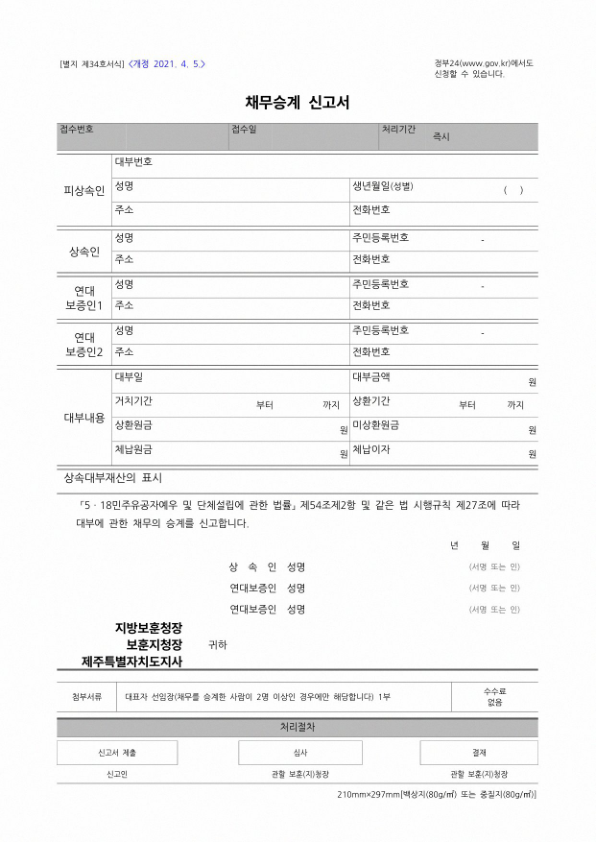 [별지 제34호서식] <개정 2021. 4. 5.>
정부24(www.gov.kr)에서도
신청할 수 있습니다.
채무승계 신고서
접수번호 접수일 처리기간
즉시
피상속인
대부번호
성명 생년월일(성별) ( )
주소 전화번호
상속인
성명 주민등록번호 -
주소 전화번호
연대
보증인1
성명 주민등록번호 -
주소 전화번호
연대
보증인2
성명 주민등록번호 -
주소 전화번호
대부내용
대부일 대부금액 원
거치기간 부터 까지 상환기간 부터 까지
상환원금 원 미상환원금 원
체납원금 원 체납이자 원
상속대부재산의 표시
「5ㆍ18민주유공자예우 및 단체설립에 관한 법률」 제54조제2항 및 같은 법 시행규칙 제27조에 따라
대부에 관한 채무의 승계를 신고합니다.
년 월 일
상 속 인 성명 (서명 또는 인)
연대보증인 성명 (서명 또는 인)
연대보증인 성명 (서명 또는 인)
지방보훈청장
보훈지청장 귀하
제주특별자치도지사
첨부서류 대표자 선임장(채무를 승계한 사람이 2명 이상인 경우에만 해당합니다) 1부
수수료
없음
처리절차
신고서 제출 심사 결재
신고인 관할 보훈(지)청장 관할 보훈(지)청장
210mm×297mm[백상지(80g/㎡) 또는 중질지(80g/㎡)]